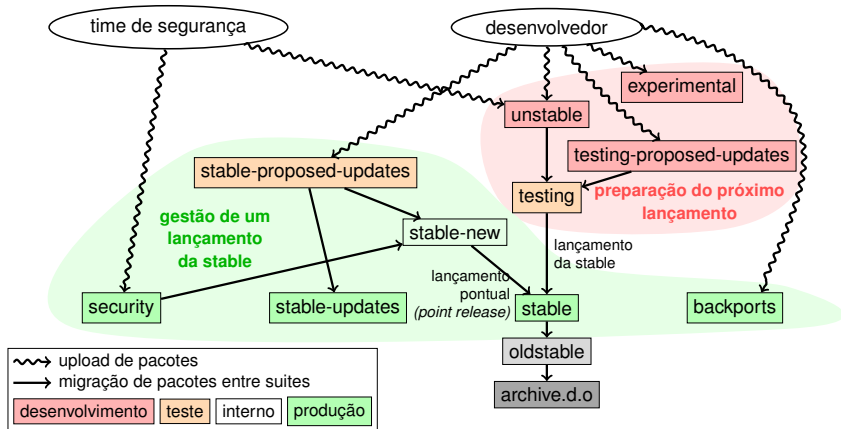 time de segurança
desenvolvedor
experimental
unstable
testing-proposed-updates
stable-proposed-updates
testing
preparação do próximo
lançamento
gestão de um
lançamento
da stable
stable-new
lançamento
da stable
lançamento
pontual
(point release)
security
stable-updates
stable
backports
oldstable
archive.d.o
upload de pacotes
migração de pacotes entre suites
desenvolvimento
teste
interno
produção